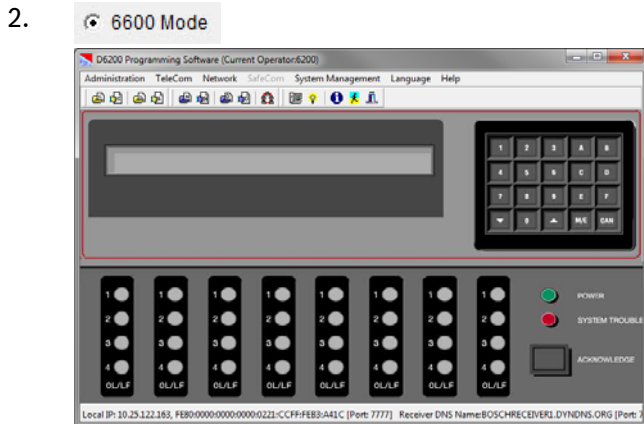 2.
6600 Mode
D6200 Programming Software (Current Operator:6200)
Administration TeleCom Network SafeCom System Management Language Help
1 2 3 A B
4 5 6 C D
7 8 9 E F
0 M/E CAN
1 1 1 1 1 1 1 1
POWER
2 2 2 2 2 2 2 2
SYSTEM TROUBLE
3 3 3 3 3 3 3 3
ACKNOWLEDGE
4 4 4 4 4 4 4 4
OL/LF OL/LF OL/LF OL/LF OL/LF OL/LF OL/LF OL/LF
Local IP: 10.25.122.163, FE80:0000:0000:0000:0221:CCFF:FEB3:A41C [Port: 7777] Receiver DNS Name:BOSCHRECEIVER1.DYNDNS.ORG [Port: 7